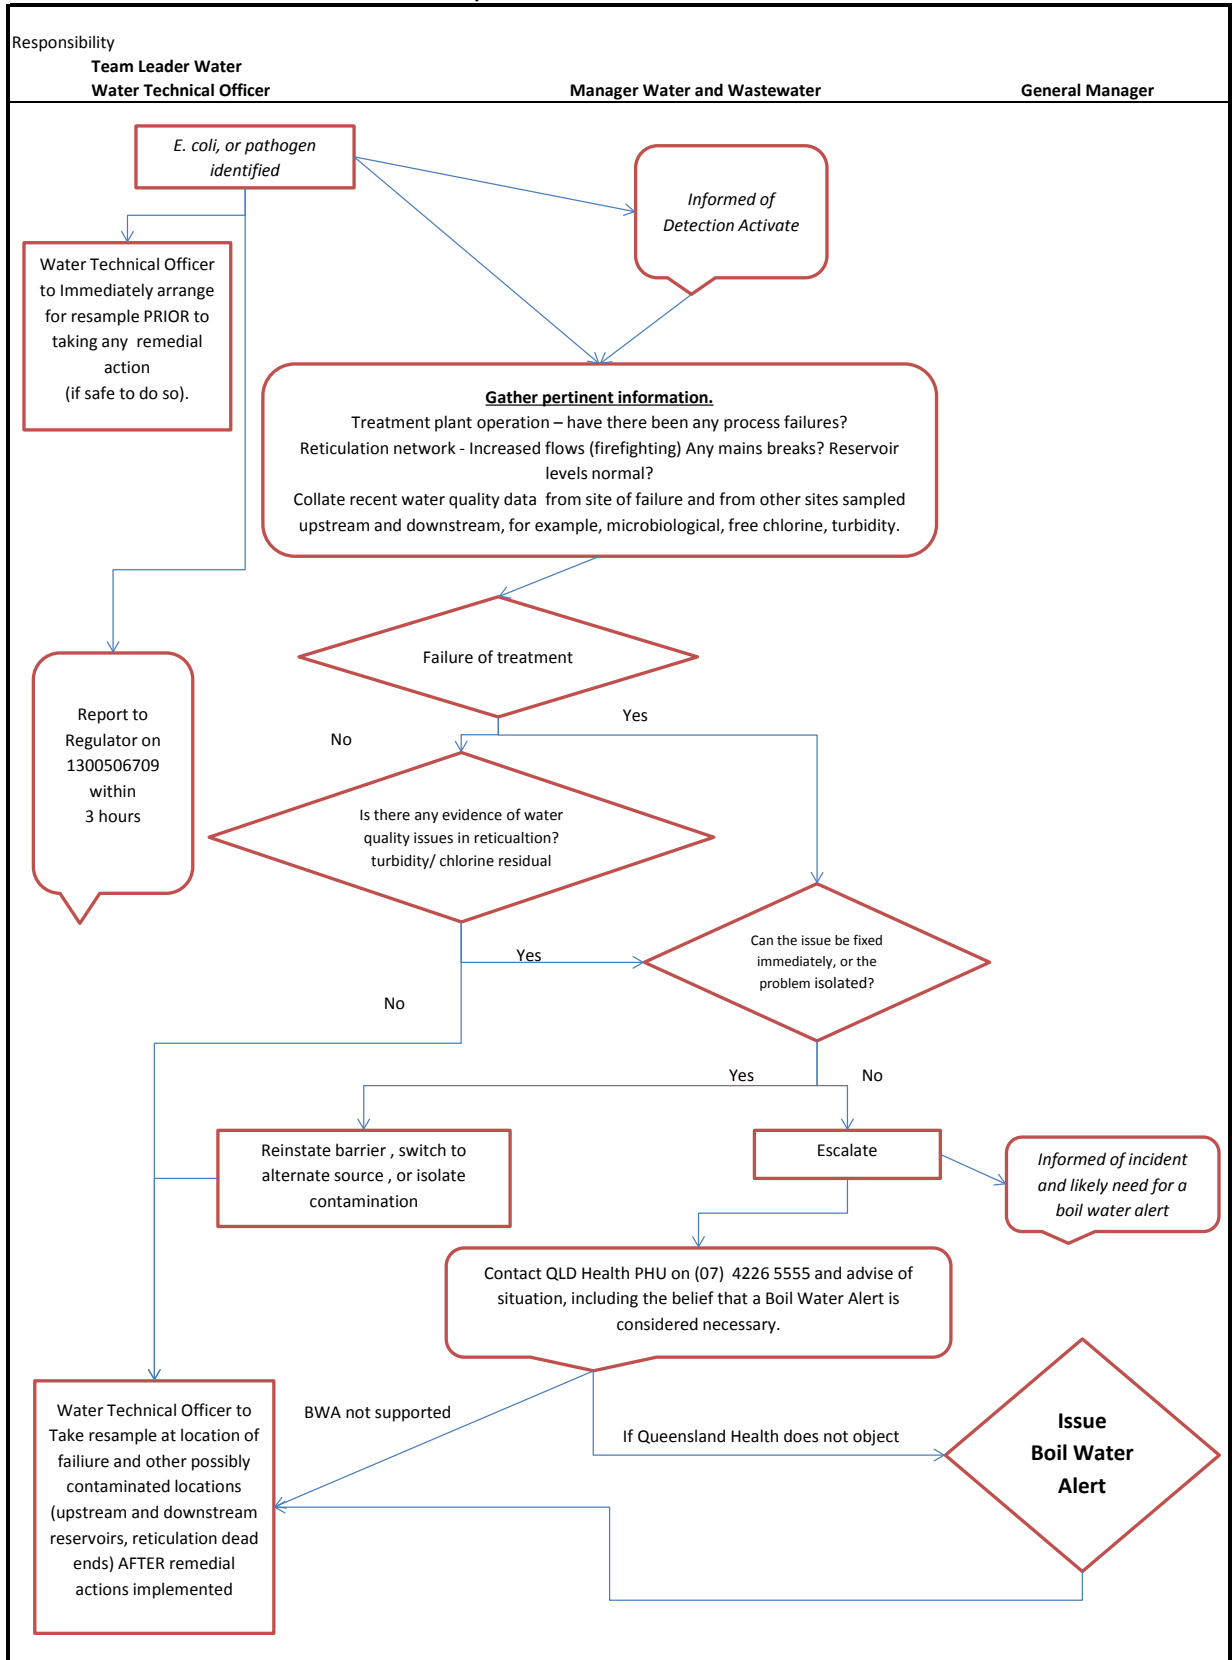 Responsibility
Team Leader Water
Water Technical Officer
Manager Water and Wastewater
General Manager
E. coli, or pathogen
identified
Informed of
Detection Activate
Water Technical Officer
to Immediately arrange
for resample PRIOR to
taking any remedial
action
(if safe to do so).
Gather pertinent information.
Treatment plant operation – have there been any process failures?
Reticulation network - Increased flows (firefighting) Any mains breaks? Reservoir
levels normal?
Collate recent water quality data from site of failure and from other sites sampled
upstream and downstream, for example, microbiological, free chlorine, turbidity.
Failure of treatment
Yes
No
Report to
Regulator on
1300506709
within
3 hours
Is there any evidence of water
quality issues in reticualtion?
turbidity/ chlorine residual
Yes
No
Can the issue be fixed
immediately, or the
problem isolated?
Yes
No
Reinstate barrier , switch to
alternate source , or isolate
contamination
Escalate
Informed of incident
and likely need for a
boil water alert
Contact QLD Health PHU on (07) 4226 5555 and advise of
situation, including the belief that a Boil Water Alert is
considered necessary.
Water Technical Officer to
Take resample at location of
failiure and other possibly
contaminated locations
(upstream and downstream
reservoirs, reticulation dead
ends) AFTER remedial
actions implemented
BWA not supported
If Queensland Health does not object
Issue
Boil Water
Alert